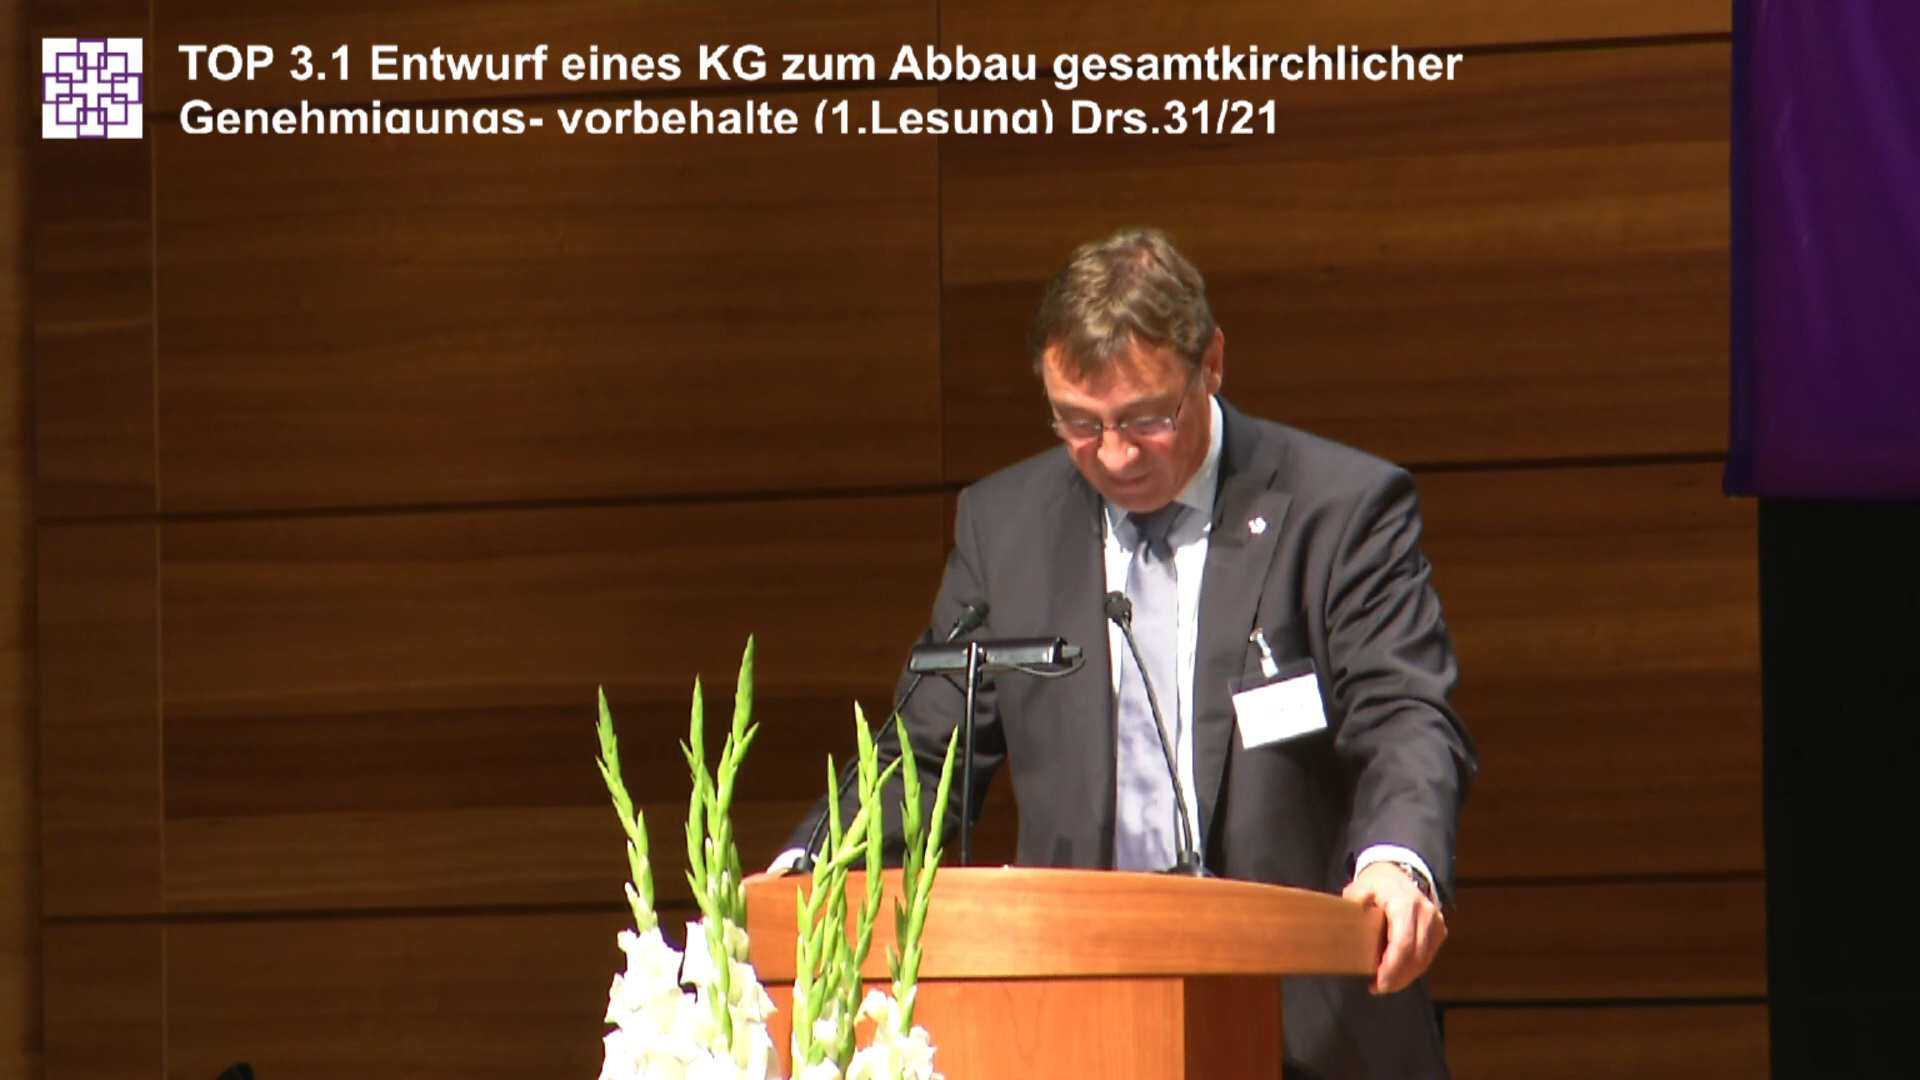 TOP 3.1 Entwurf eines KG zum Abbau gesamtkirchlicher
Genehmigungs- vorbehalte (1.Lesung) Drs.31/21